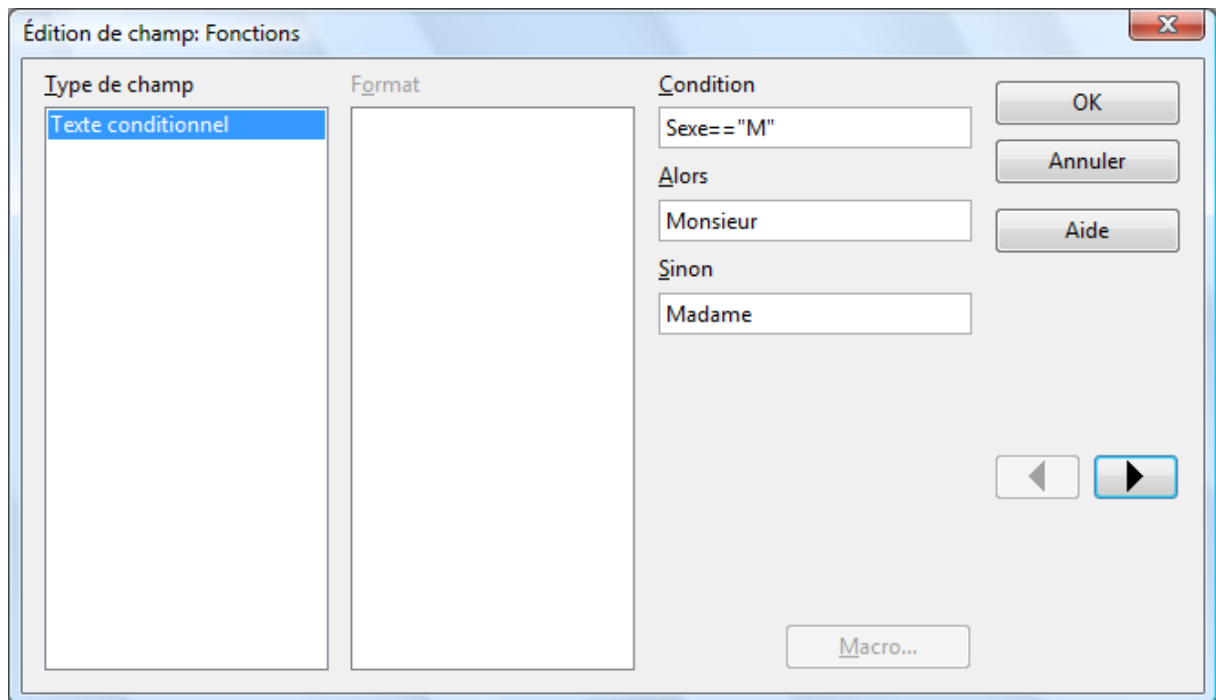 Édition de champ: Fonctions
Type de champ
Texte conditionnel
Format
Condition
Sexe=="M"
Alors
Monsieur
Sinon
Madame
OK
Annuler
Aide
Macro...